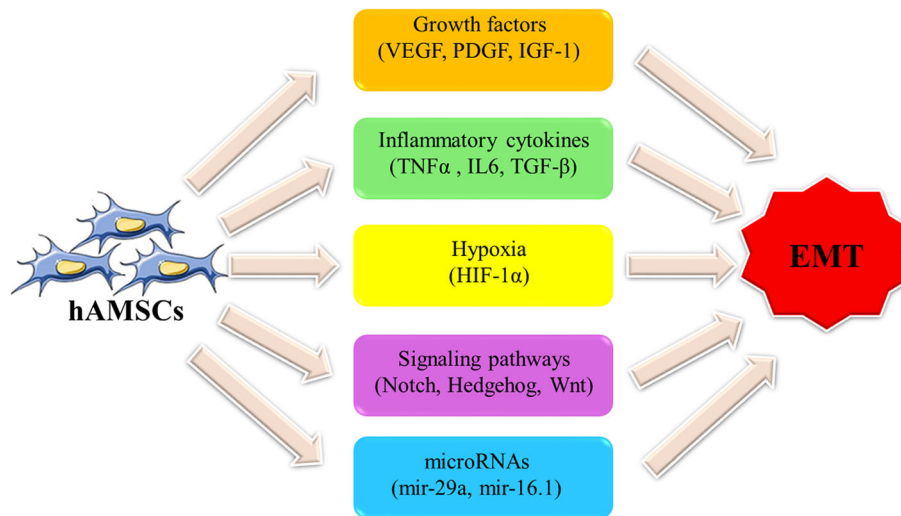 Growth factors
(VEGF, PDGF, IGF-1)
Inflammatory cytokines
(TNFα , IL6, TGF-β)
Hypoxia
(HIF-1α)
Signaling pathways
(Notch, Hedgehog, Wnt)
microRNAs
(mir-29a, mir-16.1)
hAMSCs
EMT